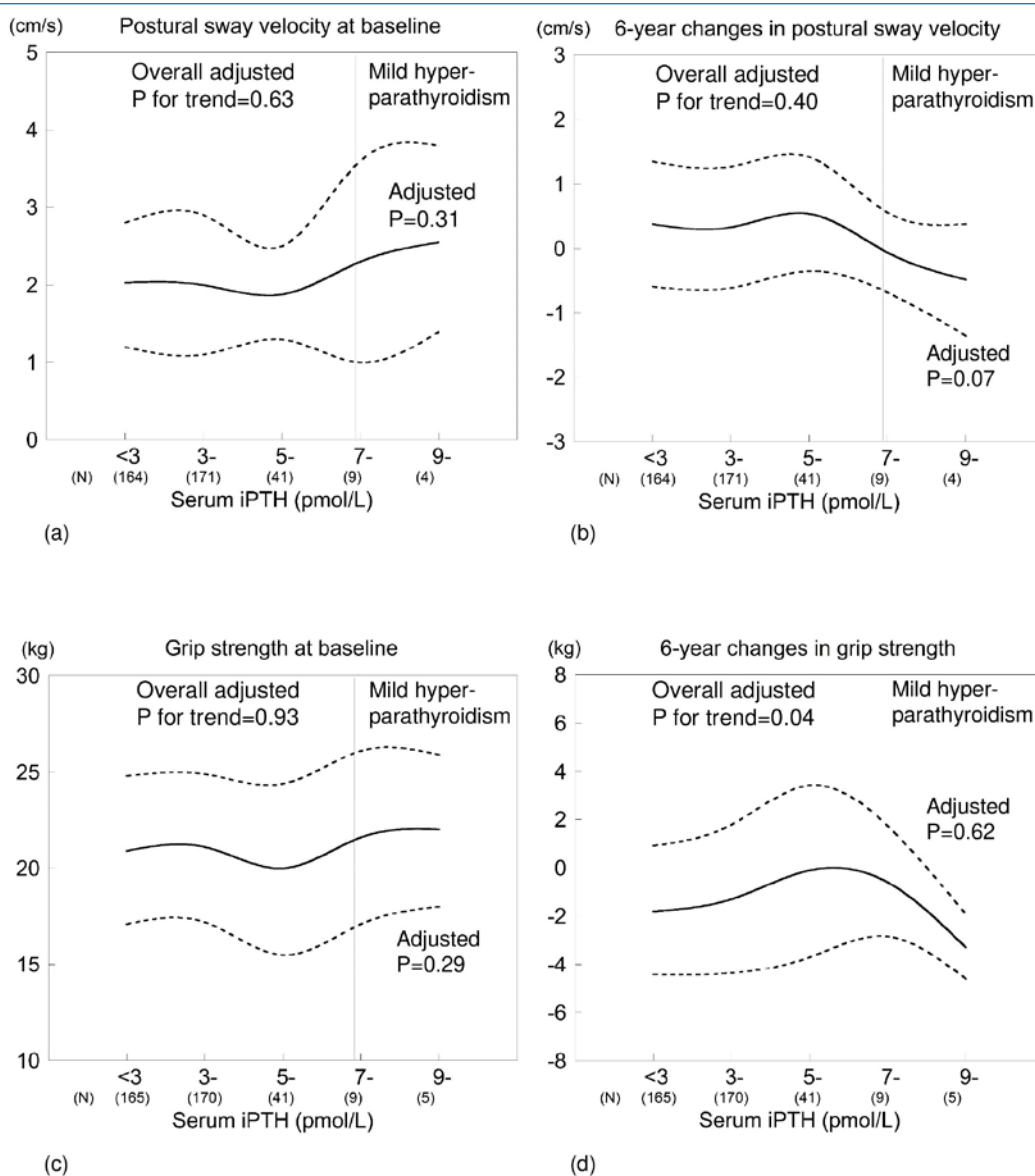 (cm/s) Postural sway velocity at baseline
5
4
3
2
1
0
Overall adjusted
P for trend=0.63
Mild hyper-
parathyroidism
Adjusted
P=0.31
<3 3- 5- 7- 9-
(N) (164) (171) (41) (9) (4)
Serum iPTH (pmol/L)
(a)
(cm/s) 6-year changes in postural sway velocity
3
2
1
0
-1
-2
-3
Overall adjusted
P for trend=0.40
Mild hyper-
parathyroidism
Adjusted
P=0.07
<3 3- 5- 7- 9-
(N) (164) (171) (41) (9) (4)
Serum iPTH (pmol/L)
(b)
(kg) Grip strength at baseline
30
25
20
15
10
Overall adjusted
P for trend=0.93
Mild hyper-
parathyroidism
Adjusted
P=0.29
<3 3- 5- 7- 9-
(N) (165) (170) (41) (9) (5)
Serum iPTH (pmol/L)
(c)
(kg) 6-year changes in grip strength
8
6
4
2
0
-2
-4
-6
-8
Overall adjusted
P for trend=0.04
Mild hyper-
parathyroidism
Adjusted
P=0.62
<3 3- 5- 7- 9-
(N) (165) (170) (41) (9) (5)
Serum iPTH (pmol/L)
(d)